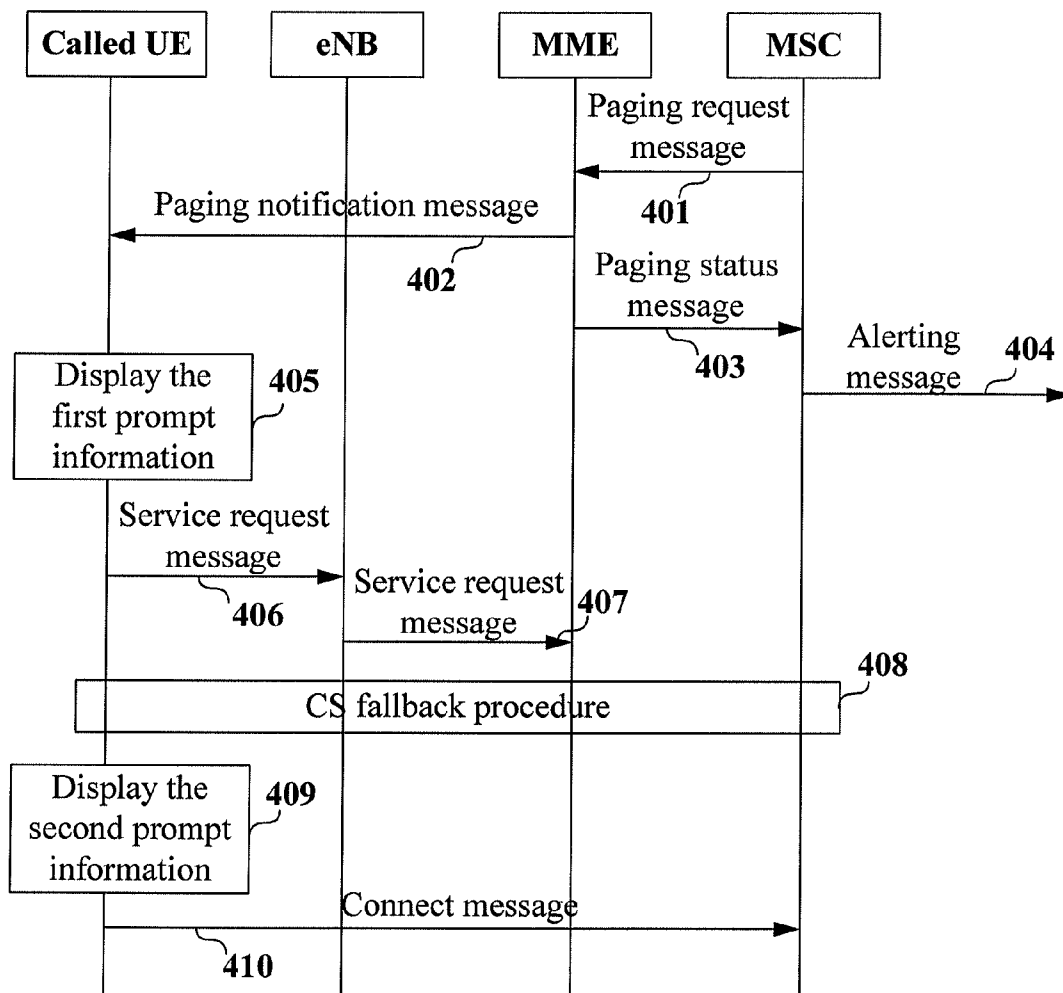 Called UE
eNB
MME
MSC
Paging request
message
401
Paging notification message
402
Paging status
message
403
Alerting
message
404
Display the
first prompt
information
405
Service request
message
406
Service request
message
407
CS fallback procedure
408
Display the
second prompt
information
409
Connect message
410